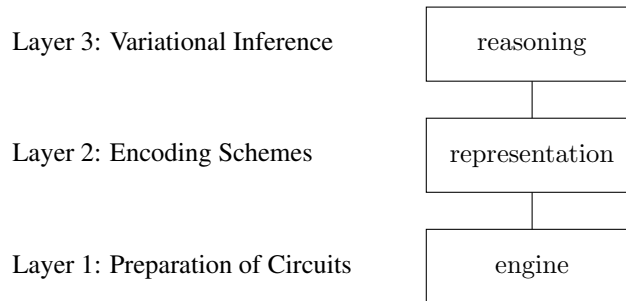 Layer 3: Variational Inference
reasoning
Layer 2: Encoding Schemes
representation
Layer 1: Preparation of Circuits
engine